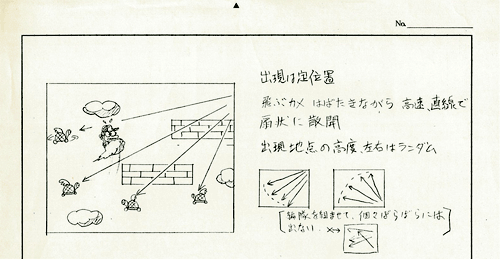 No.
出現は定位置
飛ぶカメ はばたきながら 高速、直線で
扇状に 散開
出現地点の高度、左右はランダム
編隊を組ませて、個々ばらばらには
出ない